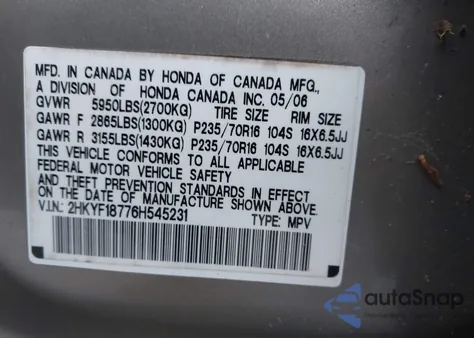 MFD. IN CANADA BY HONDA OF CANADA MFG.,
A DIVISION OF HONDA CANADA INC. 05/06
GVWR 5950LBS(2700KG) TIRE SIZE RIM SIZE
GAWR F 2865LBS(1300KG) P235/70R16 104S 16X6.5JJ
GAWR R 3155LBS(1430KG) P235/70R16 104S 16X6.5JJ
THIS VEHICLE CONFORMS TO ALL APPLICABLE
FEDERAL MOTOR VEHICLE SAFETY
AND THEFT PREVENTION STANDARDS IN EFFECT
ON THE DATE OF MANUFACTURE SHOWN ABOVE.
V.I.N.: 2HKYF18776H545231 TYPE: MPV
autaSnap